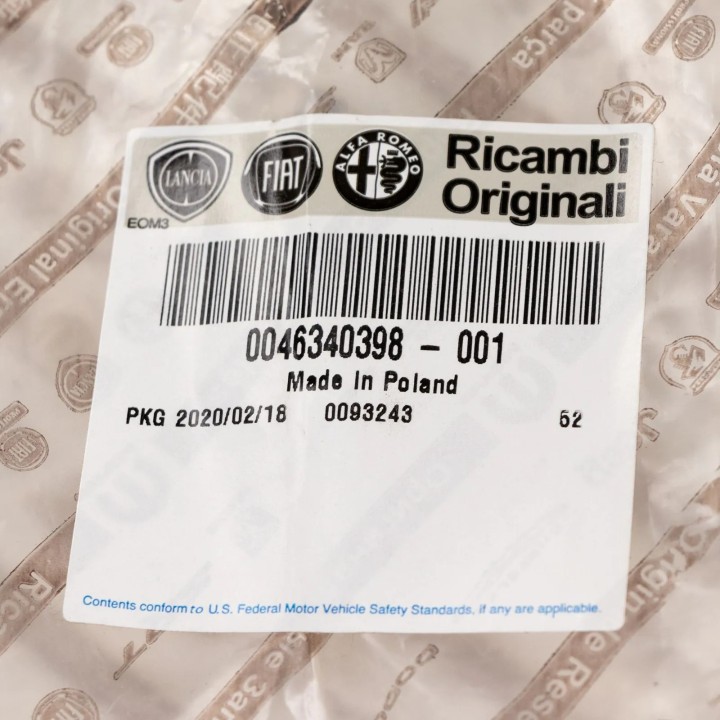 LANCIA
FIAT
ALFA ROMEO
Ricambi
Originali
EOM3
0046340398 - 001
Made In Poland
PKG 2020/02/18 0093243 52
Contents conform to U.S. Federal Motor Vehicle Safety Standards, if any are applicable.